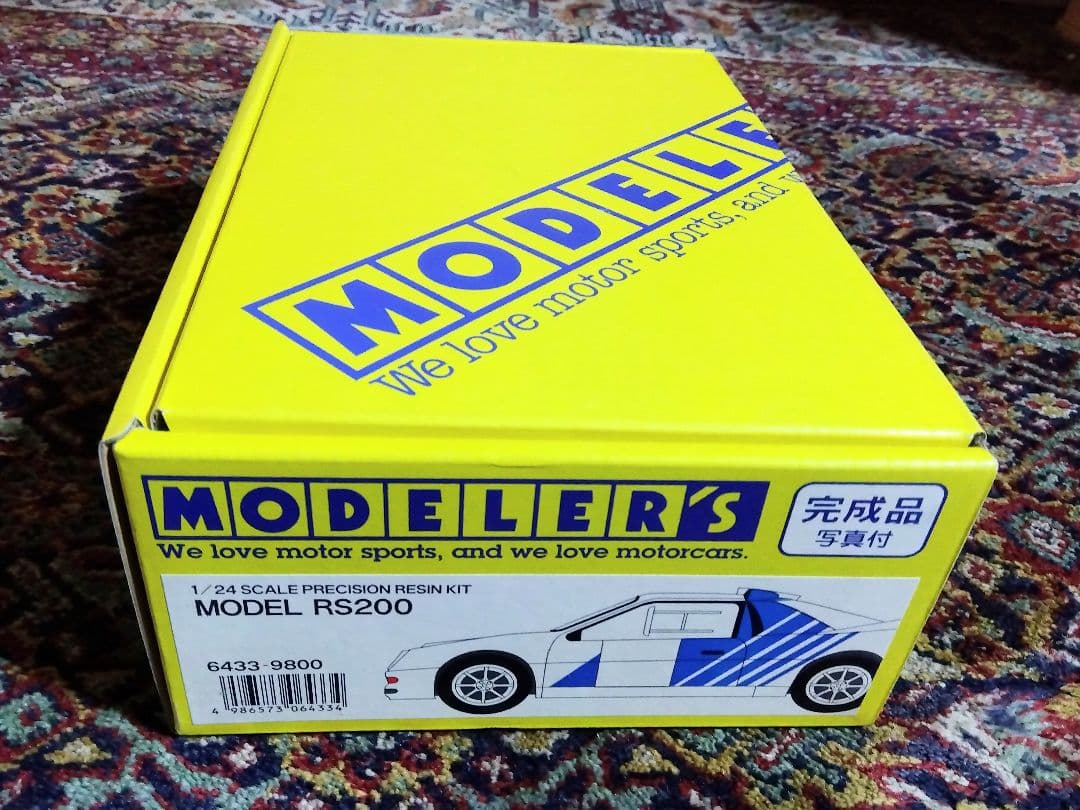 MODELE
We love motor sports, and w
MODELER'S
We love motor sports, and we love motorcars.
完成品
写真付
1/24 SCALE PRECISION RESIN KIT
MODEL RS200
6433-9800
4 986573 064334